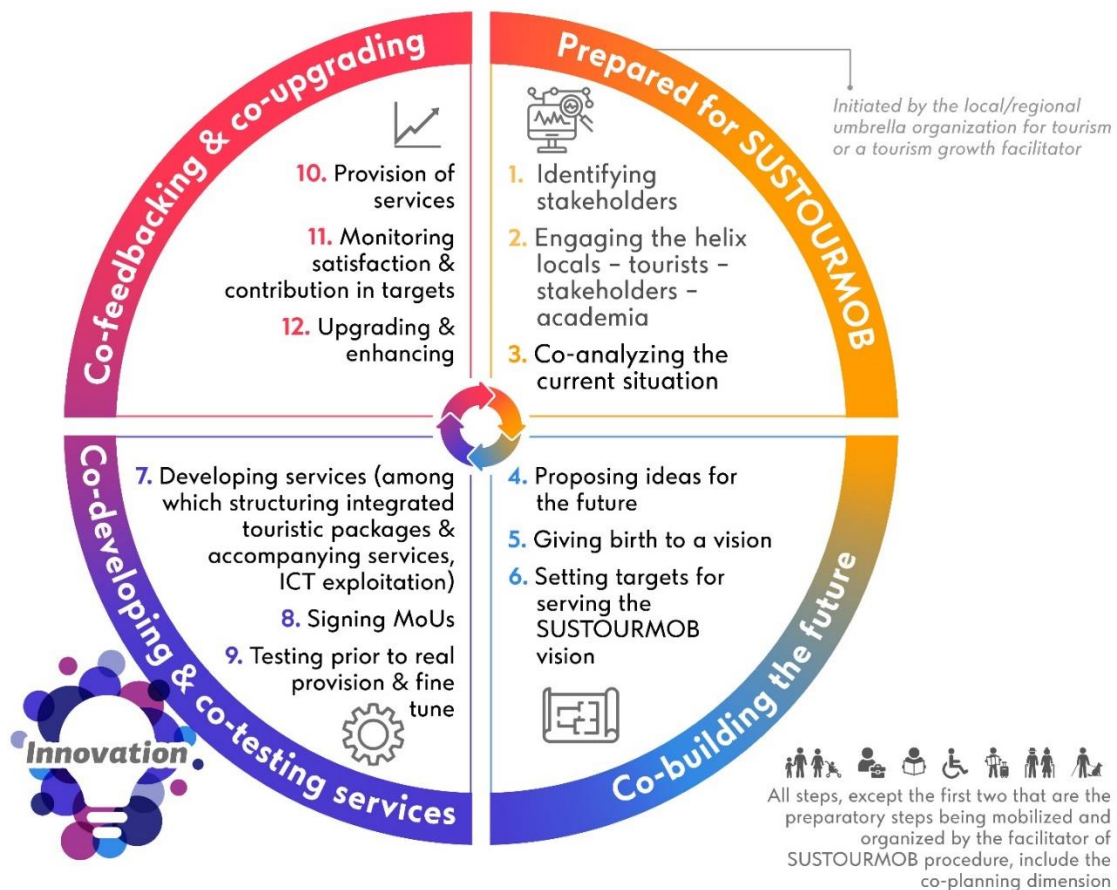 Co-feedbacking & co-upgrading
Prepared for SUSTOURMOB
Initiated by the local/regional
umbrella organization for tourism
or a tourism growth facilitator
10. Provision of
services
11. Monitoring
satisfaction &
contribution in targets
12. Upgrading &
enhancing
1. Identifying
stakeholders
2. Engaging the helix
locals – tourists –
stakeholders –
academia
3. Co-analyzing the
current situation
Co-developing & co-testing services
7. Developing services (among
which structuring integrated
touristic packages &
accompanying services,
ICT exploitation)
8. Signing MoUs
9. Testing prior to real
provision & fine
tune
4. Proposing ideas for
the future
5. Giving birth to a vision
6. Setting targets for
serving the
SUSTOURMOB
vision
Co-building the future
Innovation
All steps, except the first two that are the
preparatory steps being mobilized and
organized by the facilitator of
SUSTOURMOB procedure, include the
co-planning dimension